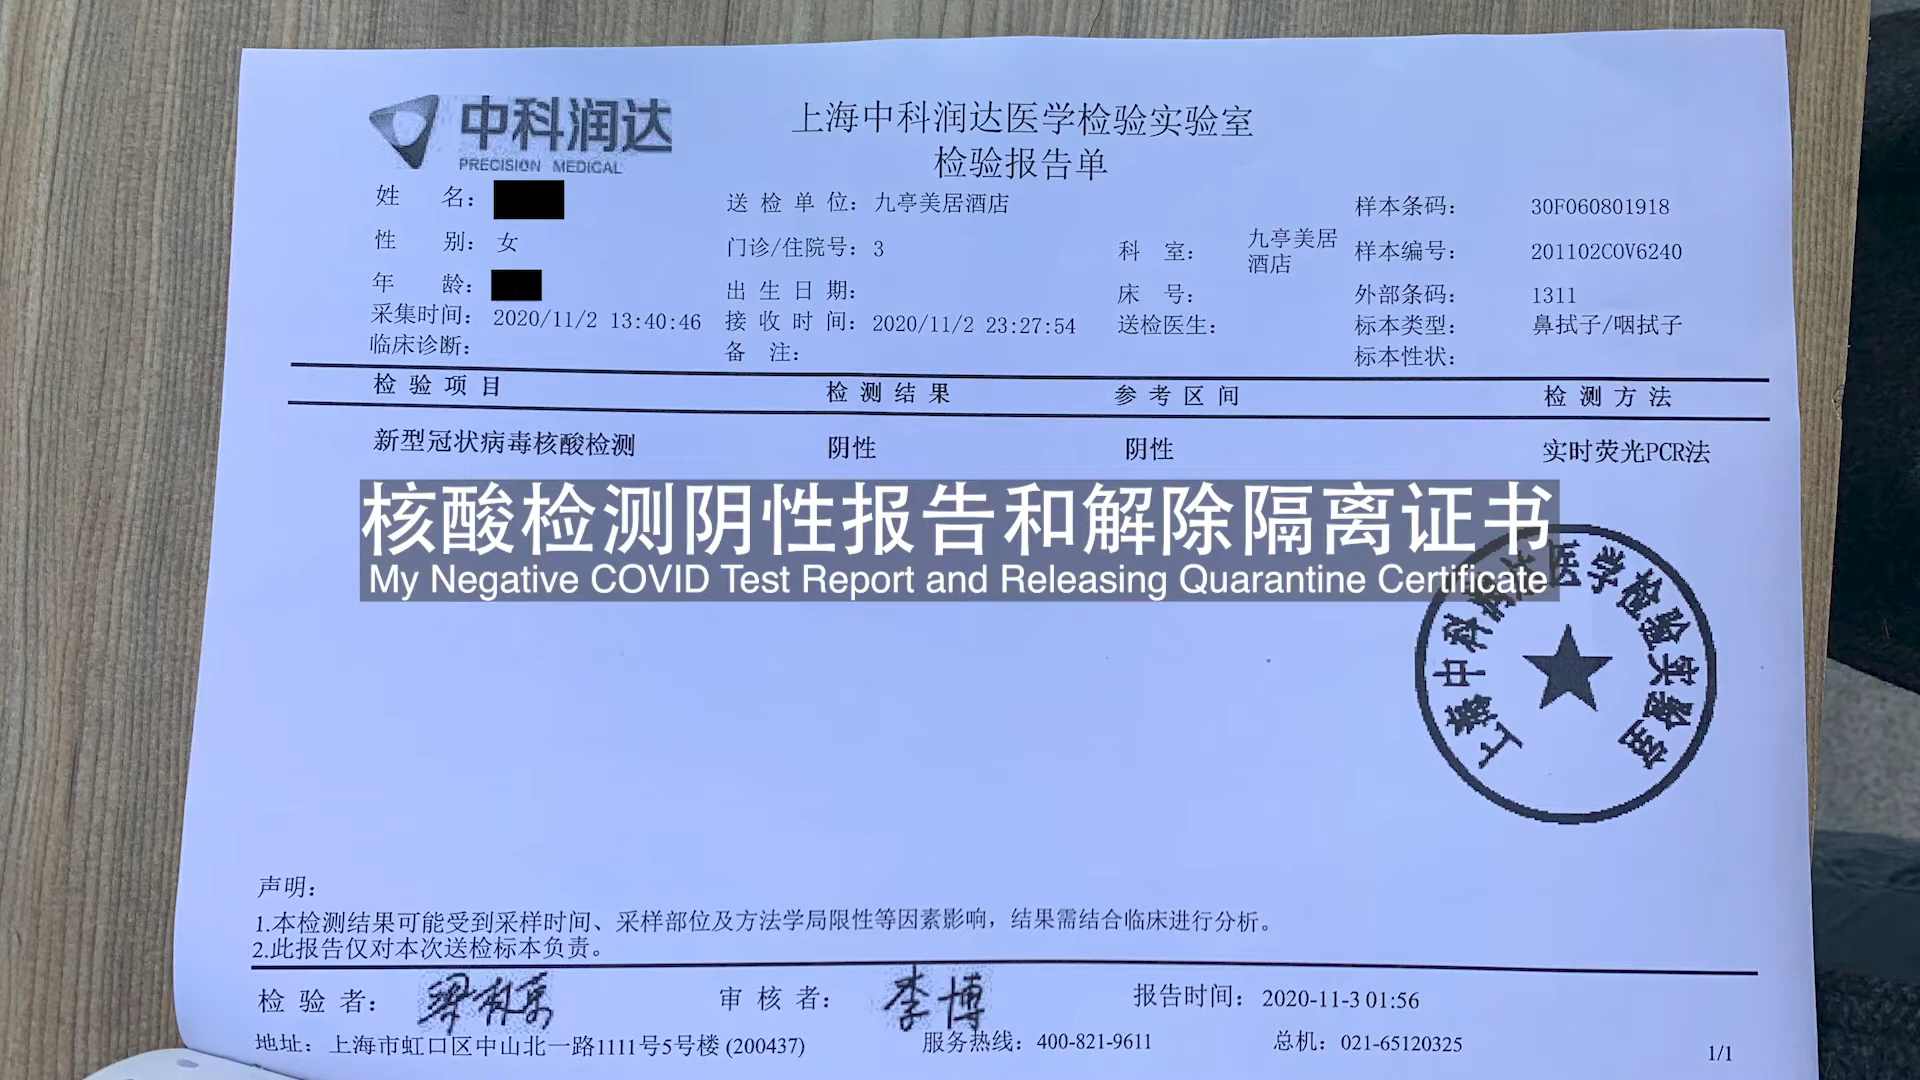 中科润达
PRECISION MEDICAL
上海中科润达医学检验实验室
检验报告单
姓 名:
送检单位: 九亭美居酒店
样本条码: 30F060801918
性 别: 女
门诊/住院号: 3
科 室: 九亭美居酒店
样本编号: 201102COV6240
年 龄:
出生日期:
床 号:
外部条码: 1311
采集时间: 2020/11/2 13:40:46
接收时间: 2020/11/2 23:27:54
送检医生:
标本类型: 鼻拭子/咽拭子
临床诊断:
备 注:
标本性状:
检验项目 检测结果 参考区间 检测方法
新型冠状病毒核酸检测 阴性 阴性 实时荧光PCR法
核酸检测阴性报告和解除隔离证书
My Negative COVID Test Report and Releasing Quarantine Certificate
上海中科润达医学检验实验室
声明:
1.本检测结果可能受到采样时间、采样部位及方法学局限性等因素影响，结果需结合临床进行分析。
2.此报告仅对本次送检标本负责。
检验者:
审核者: 李博
报告时间: 2020-11-3 01:56
地址: 上海市虹口区中山北一路1111号5号楼 (200437)
服务热线: 400-821-9611
总机: 021-65120325
1/1